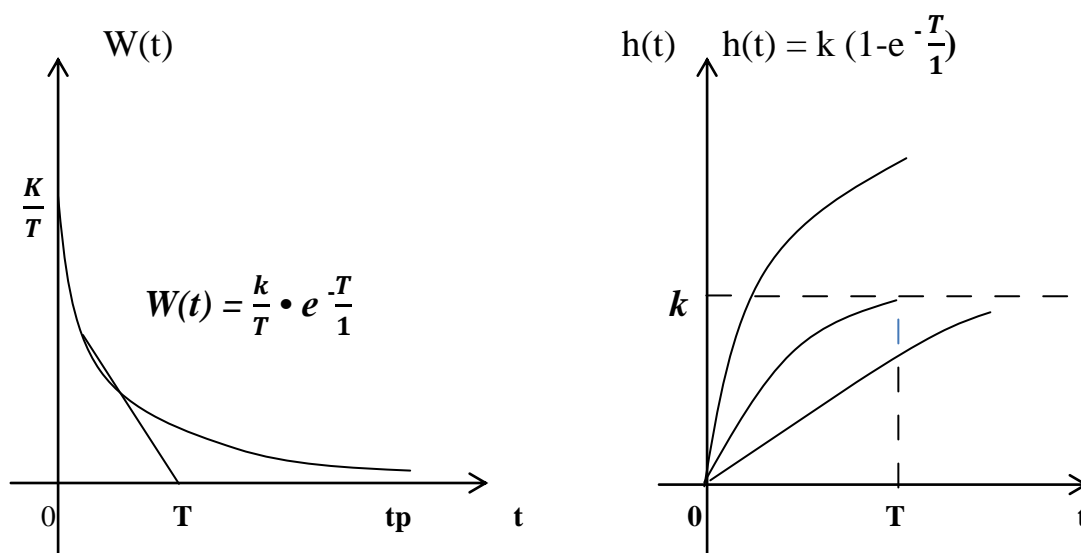 W(t)
K/T
W(t) = k/T • e -T/1
0 T tp t
h(t) h(t) = k (1-e -T/1)
k
0 T t